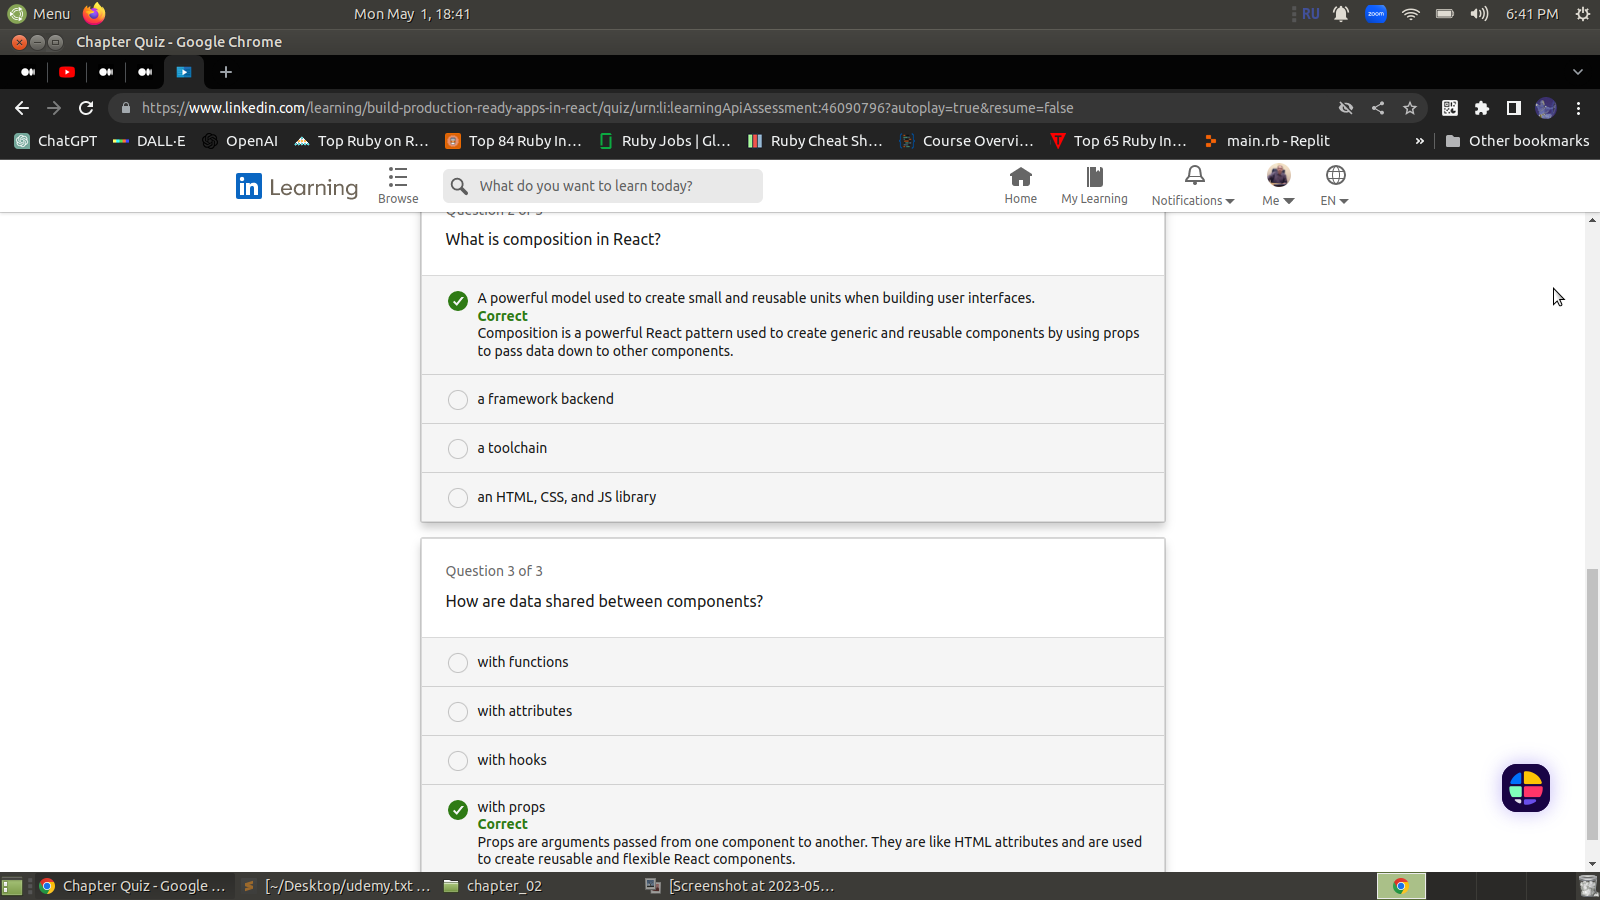 Menu
Mon May 1, 18:41
RU
zoom
6:41 PM
Chapter Quiz - Google Chrome
https://www.linkedin.com/learning/build-production-ready-apps-in-react/quiz/urn:li:learningApiAssessment:46090796?autoplay=true&resume=false
ChatGPT
DALL-E
OpenAI
Top Ruby on R...
Top 84 Ruby In...
Ruby Jobs | Gl...
Ruby Cheat Sh...
Course Overvi...
Top 65 Ruby In...
main.rb - Replit
»
Other bookmarks
in Learning
Browse
What do you want to learn today?
Home
My Learning
Notifications
Me
EN
Question 2 of 3
What is composition in React?
A powerful model used to create small and reusable units when building user interfaces.
Correct
Composition is a powerful React pattern used to create generic and reusable components by using props
to pass data down to other components.
a framework backend
a toolchain
an HTML, CSS, and JS library
Question 3 of 3
How are data shared between components?
with functions
with attributes
with hooks
with props
Correct
Props are arguments passed from one component to another. They are like HTML attributes and are used
to create reusable and flexible React components.
Chapter Quiz - Google ...
[~/Desktop/udemy.txt ...
chapter_02
[Screenshot at 2023-05...